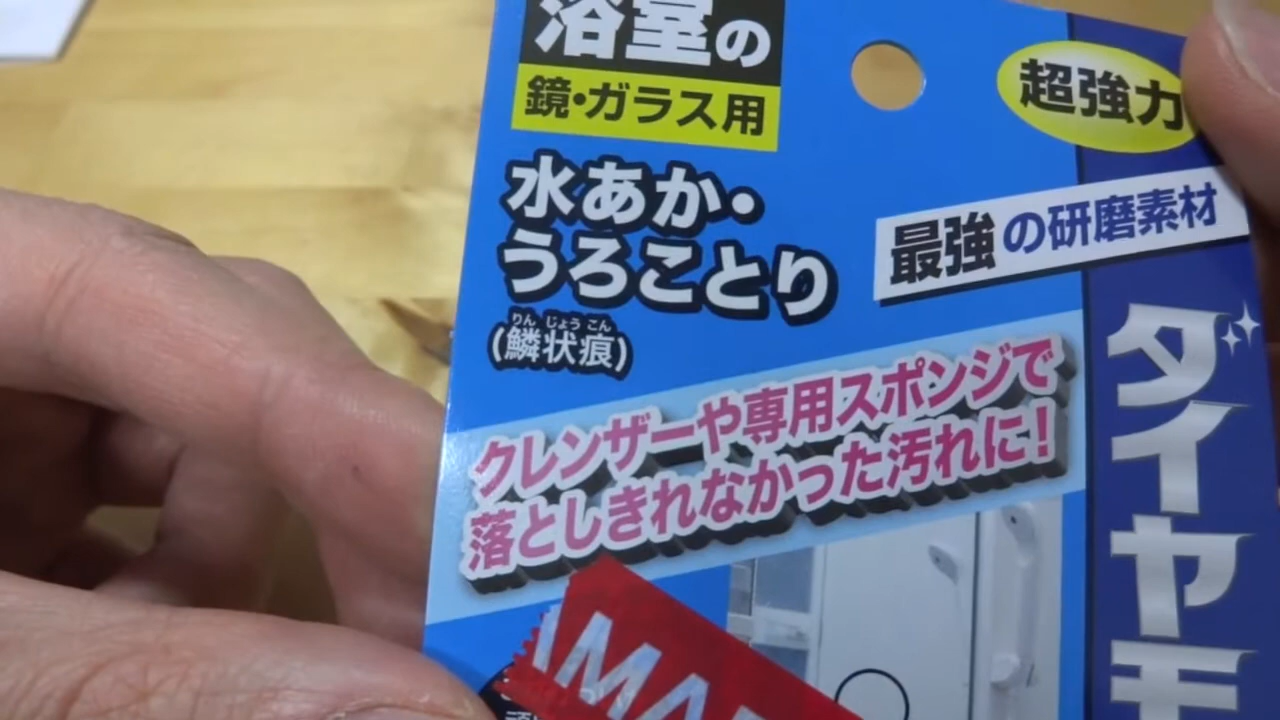 浴室の
鏡・ガラス用
水あか・
うろことり
りん じょう こん
(鱗状痕)
超強力
最強の研磨素材
ダイヤモ
クレンザーや専用スポンジで
落としきれなかった汚れに!